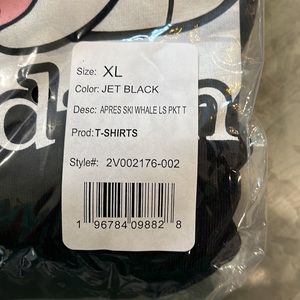 Size: XL
Color: JET BLACK
Desc: APRES SKI WHALE LS PKT T
Prod: T-SHIRTS
Style#: 2V002176-002
1 96784 09882 8